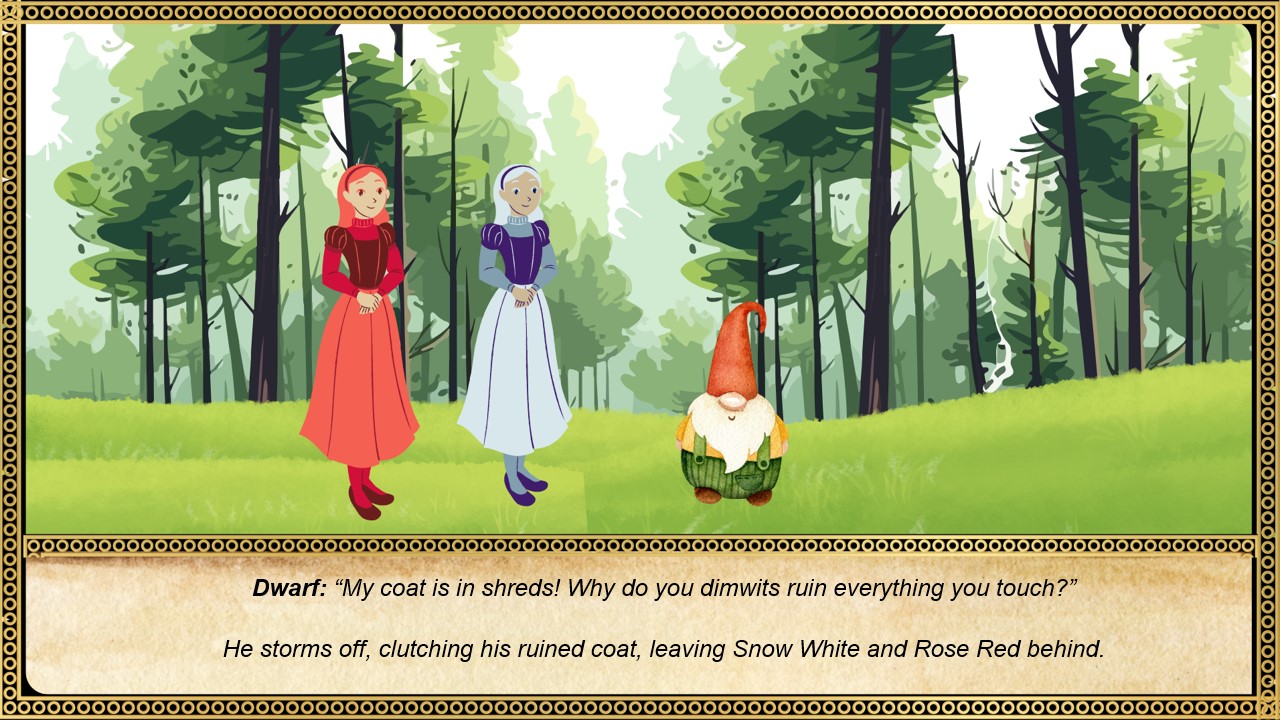 Dwarf: “My coat is in shreds! Why do you dimwits ruin everything you touch?”
He storms off, clutching his ruined coat, leaving Snow White and Rose Red behind.